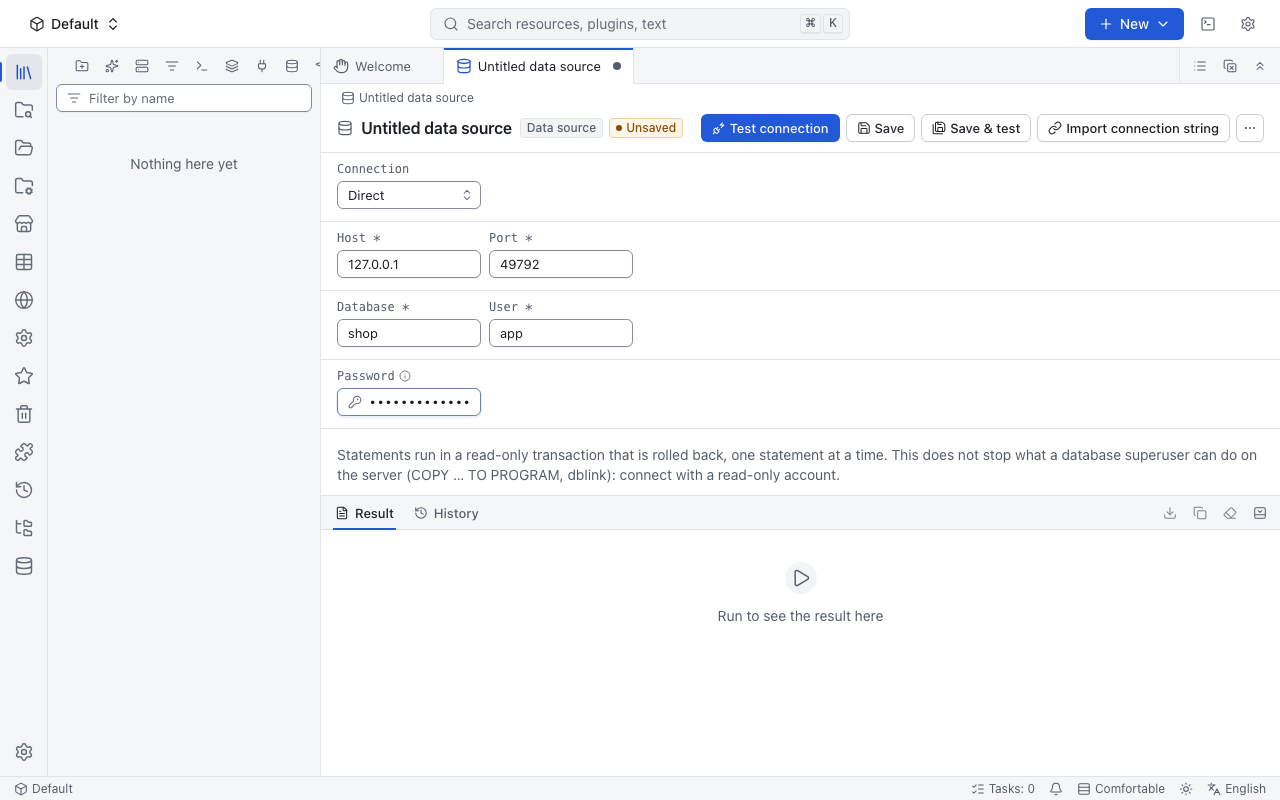 Default
Search resources, plugins, text
⌘ K
New
Welcome
Untitled data source
Filter by name
Nothing here yet
Untitled data source
Untitled data source
Data source
Unsaved
Test connection
Save
Save & test
Import connection string
Connection
Direct
Host *
Port *
127.0.0.1
49792
Database *
User *
shop
app
Password
•••••••••••••
Statements run in a read-only transaction that is rolled back, one statement at a time. This does not stop what a database superuser can do on
the server (COPY ... TO PROGRAM, dblink): connect with a read-only account.
Result
History
Run to see the result here
Default
Tasks: 0
Comfortable
English